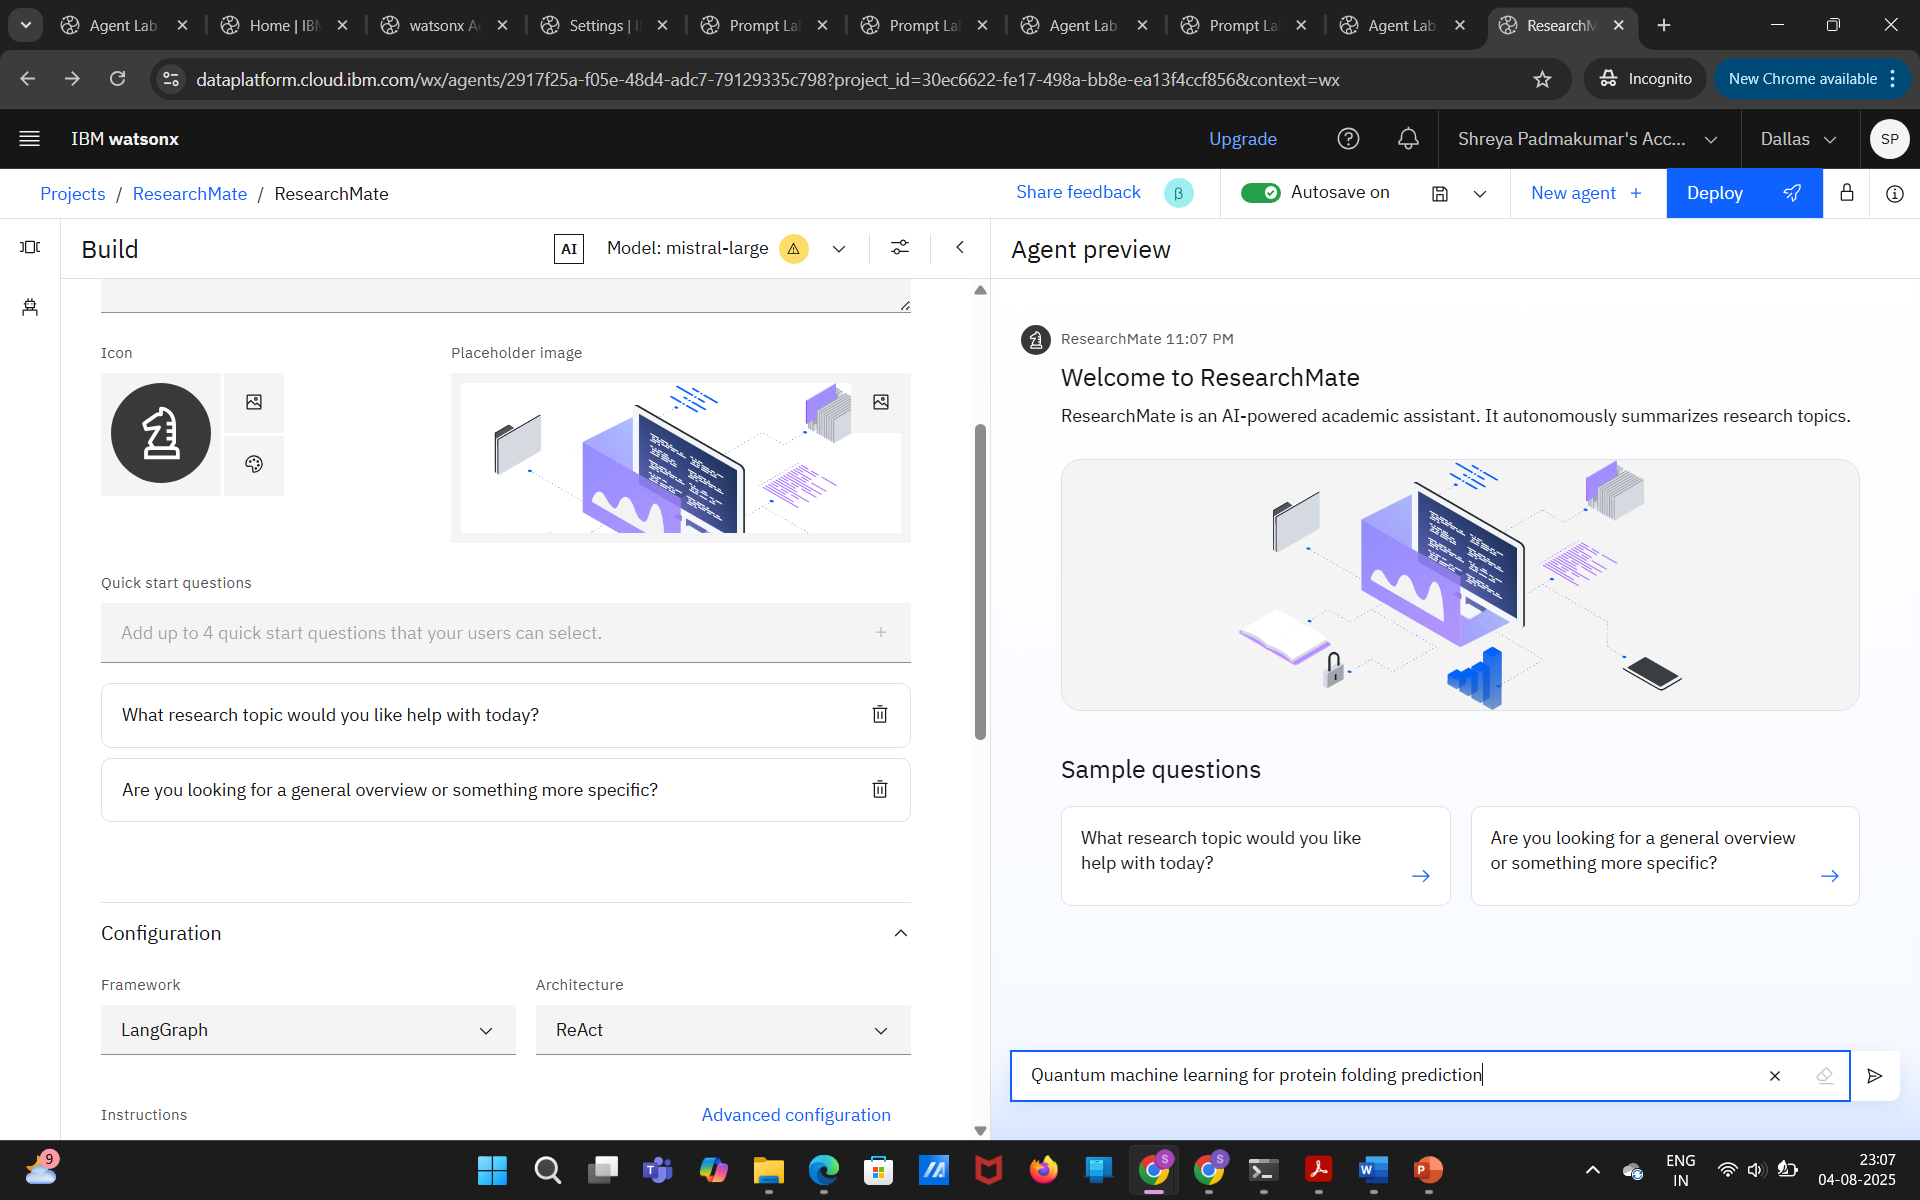 Agent Lab
Home | IBM
watsonx A
Settings | I
Prompt La
Prompt La
Agent Lab
Prompt La
Agent Lab
ResearchM
dataplatform.cloud.ibm.com/wx/agents/2917f25a-f05e-48d4-adc7-79129335c798?project_id=30ec6622-fe17-498a-bb8e-ea13f4ccf856&context=wx
Incognito
New Chrome available
IBM watsonx
Upgrade
Shreya Padmakumar's Acc...
Dallas
SP
Projects / ResearchMate / ResearchMate
Share feedback
β
Autosave on
New agent +
Deploy
Build
AI
Model: mistral-large
Agent preview
Icon
Placeholder image
Quick start questions
Add up to 4 quick start questions that your users can select.
What research topic would you like help with today?
Are you looking for a general overview or something more specific?
Configuration
Framework
Architecture
LangGraph
ReAct
Instructions
Advanced configuration
ResearchMate 11:07 PM
Welcome to ResearchMate
ResearchMate is an AI-powered academic assistant. It autonomously summarizes research topics.
Sample questions
What research topic would you like
help with today?
Are you looking for a general overview
or something more specific?
Quantum machine learning for protein folding prediction
9
S
S
ENG
IN
23:07
04-08-2025